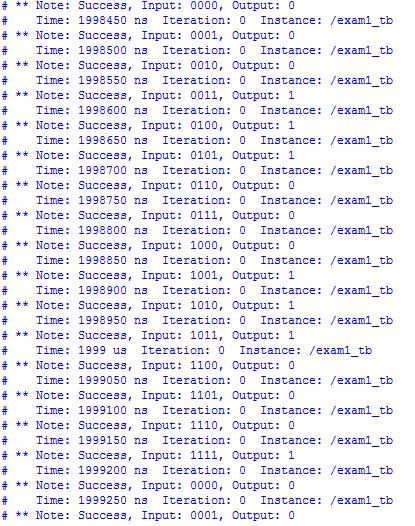 # ** Note: Success, Input: 0000, Output: 0
#    Time: 1998450 ns  Iteration: 0  Instance: /exam1_tb
# ** Note: Success, Input: 0001, Output: 0
#    Time: 1998500 ns  Iteration: 0  Instance: /exam1_tb
# ** Note: Success, Input: 0010, Output: 0
#    Time: 1998550 ns  Iteration: 0  Instance: /exam1_tb
# ** Note: Success, Input: 0011, Output: 1
#    Time: 1998600 ns  Iteration: 0  Instance: /exam1_tb
# ** Note: Success, Input: 0100, Output: 1
#    Time: 1998650 ns  Iteration: 0  Instance: /exam1_tb
# ** Note: Success, Input: 0101, Output: 1
#    Time: 1998700 ns  Iteration: 0  Instance: /exam1_tb
# ** Note: Success, Input: 0110, Output: 0
#    Time: 1998750 ns  Iteration: 0  Instance: /exam1_tb
# ** Note: Success, Input: 0111, Output: 0
#    Time: 1998800 ns  Iteration: 0  Instance: /exam1_tb
# ** Note: Success, Input: 1000, Output: 0
#    Time: 1998850 ns  Iteration: 0  Instance: /exam1_tb
# ** Note: Success, Input: 1001, Output: 1
#    Time: 1998900 ns  Iteration: 0  Instance: /exam1_tb
# ** Note: Success, Input: 1010, Output: 1
#    Time: 1998950 ns  Iteration: 0  Instance: /exam1_tb
# ** Note: Success, Input: 1011, Output: 1
#    Time: 1999 us  Iteration: 0  Instance: /exam1_tb
# ** Note: Success, Input: 1100, Output: 0
#    Time: 1999050 ns  Iteration: 0  Instance: /exam1_tb
# ** Note: Success, Input: 1101, Output: 0
#    Time: 1999100 ns  Iteration: 0  Instance: /exam1_tb
# ** Note: Success, Input: 1110, Output: 0
#    Time: 1999150 ns  Iteration: 0  Instance: /exam1_tb
# ** Note: Success, Input: 1111, Output: 1
#    Time: 1999200 ns  Iteration: 0  Instance: /exam1_tb
# ** Note: Success, Input: 0000, Output: 0
#    Time: 1999250 ns  Iteration: 0  Instance: /exam1_tb
# ** Note: Success, Input: 0001, Output: 0